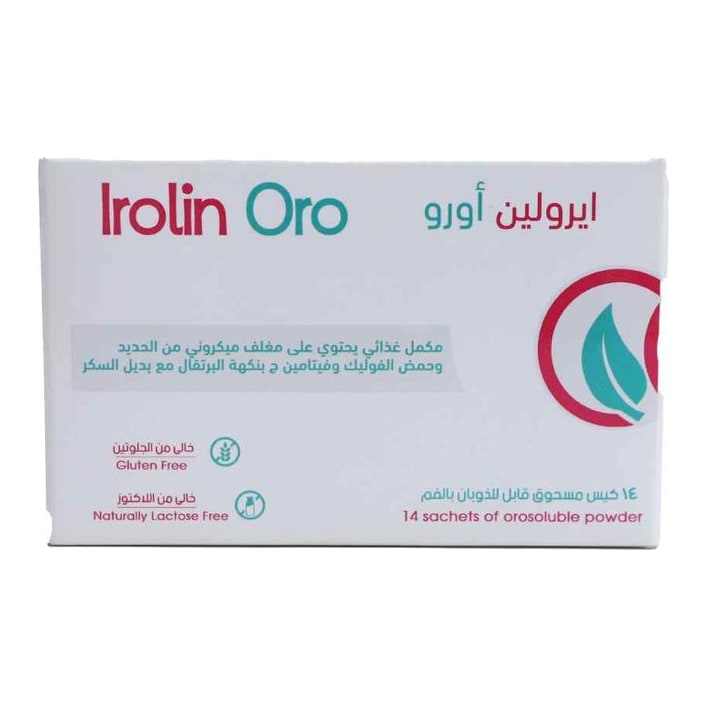 Irolin Oro
ايرولين أورو
مكمل غذائي يحتوي على مغلف ميكروني من الحديد
وحمض الفوليك وفيتامين ج بنكهة البرتقال مع بديل السكر
خالى من الجلوتين
Gluten Free
خالى من اللاكتوز
Naturally Lactose Free
١٤ كيس مسحوق قابل للذوبان بالفم
14 sachets of orosoluble powder